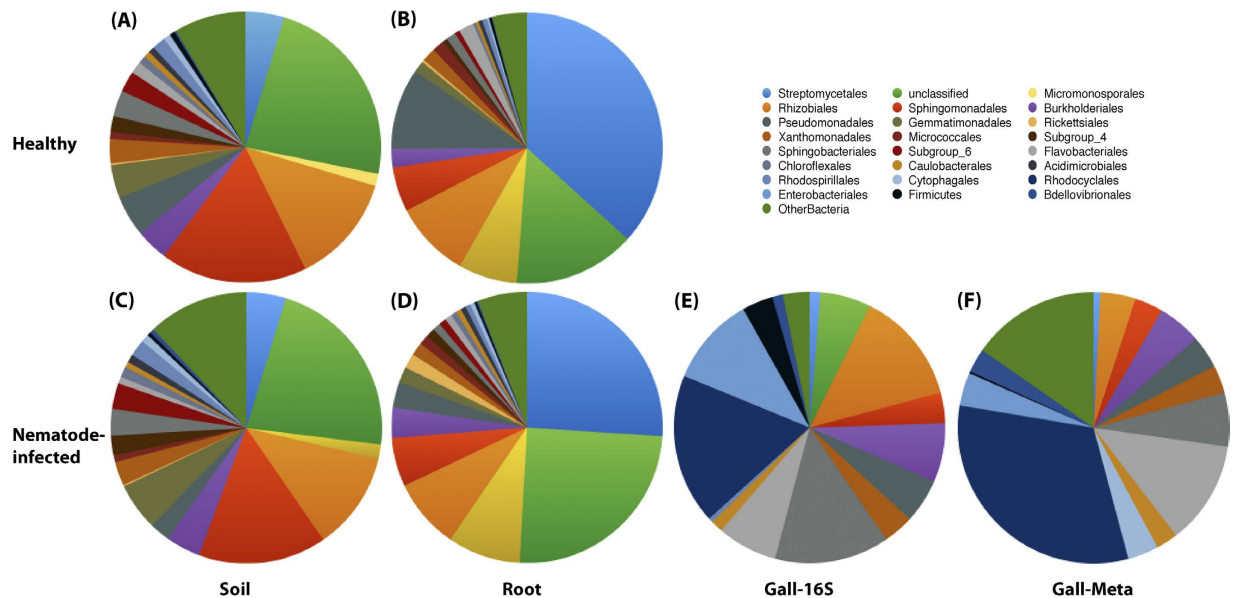 (A)
(B)
Healthy
Streptomycetales unclassified Micromonosporales
Rhizobiales Sphingomonadales Burkholderiales
Pseudomonadales Gemmatimonadales Rickettsiales
Xanthomonadales Micrococcales Subgroup_4
Sphingobacteriales Subgroup_6 Flavobacteriales
Chloroflexales Caulobacterales Acidimicrobiales
Rhodospirillales Cytophagales Rhodocyclales
Enterobacteriales Firmicutes Bdellovibrionales
OtherBacteria
(C)
(D)
(E)
(F)
Nematode-
infected
Soil
Root
Gall-16S
Gall-Meta